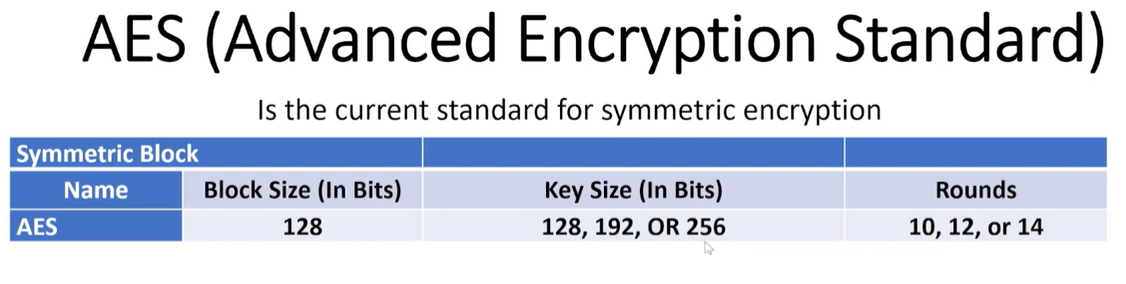 AES (Advanced Encryption Standard)
Is the current standard for symmetric encryption
Symmetric Block
Name Block Size (In Bits) Key Size (In Bits) Rounds
AES 128 128, 192, OR 256 10, 12, or 14